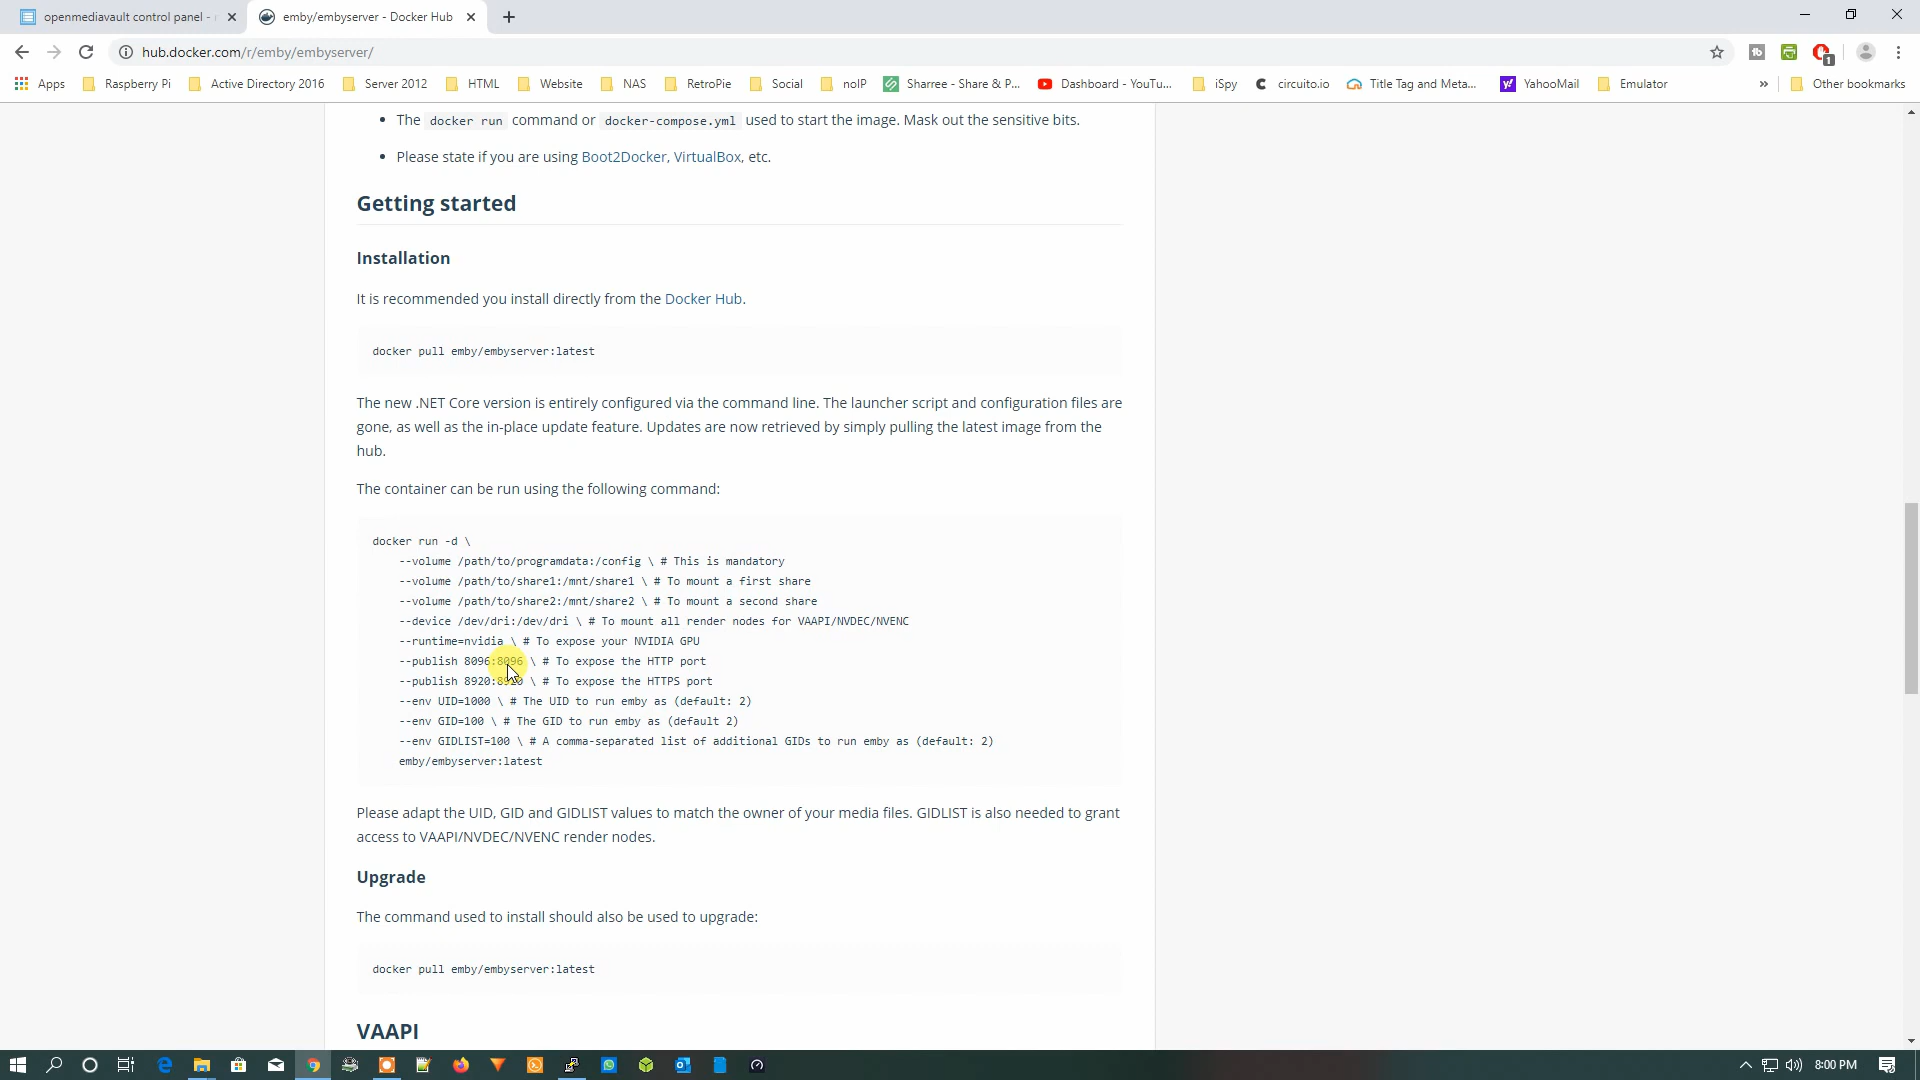 openmediavault control panel -
emby/embyserver - Docker Hub
hub.docker.com/r/emby/embyserver/
Apps
Raspberry Pi
Active Directory 2016
Server 2012
HTML
Website
NAS
RetroPie
Social
noIP
Sharree - Share & P...
Dashboard - YouTu...
iSpy
circuito.io
Title Tag and Meta...
YahooMail
Emulator
»
Other bookmarks
• The docker run command or docker-compose.yml used to start the image. Mask out the sensitive bits.
• Please state if you are using Boot2Docker, VirtualBox, etc.
Getting started
Installation
It is recommended you install directly from the Docker Hub.
docker pull emby/embyserver:latest
The new .NET Core version is entirely configured via the command line. The launcher script and configuration files are
gone, as well as the in-place update feature. Updates are now retrieved by simply pulling the latest image from the
hub.
The container can be run using the following command:
docker run -d \
--volume /path/to/programdata:/config \ # This is mandatory
--volume /path/to/share1:/mnt/share1 \ # To mount a first share
--volume /path/to/share2:/mnt/share2 \ # To mount a second share
--device /dev/dri:/dev/dri \ # To mount all render nodes for VAAPI/NVDEC/NVENC
--runtime=nvidia \ # To expose your NVIDIA GPU
--publish 8096:8096 \ # To expose the HTTP port
--publish 8920:8920 \ # To expose the HTTPS port
--env UID=1000 \ # The UID to run emby as (default: 2)
--env GID=100 \ # The GID to run emby as (default 2)
--env GIDLIST=100 \ # A comma-separated list of additional GIDs to run emby as (default: 2)
emby/embyserver:latest
Please adapt the UID, GID and GIDLIST values to match the owner of your media files. GIDLIST is also needed to grant
access to VAAPI/NVDEC/NVENC render nodes.
Upgrade
The command used to install should also be used to upgrade:
docker pull emby/embyserver:latest
VAAPI
8:00 PM